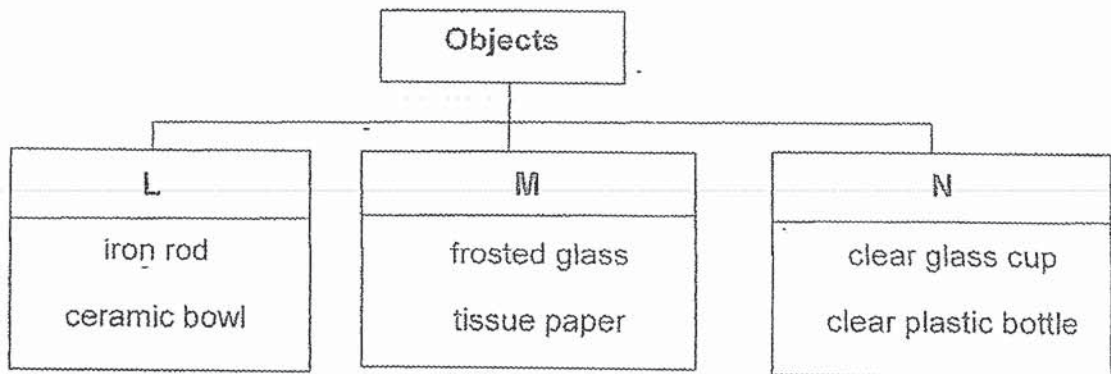 Objects
L
iron rod
ceramic bowl
M
frosted glass
tissue paper
N
clear glass cup
clear plastic bottle